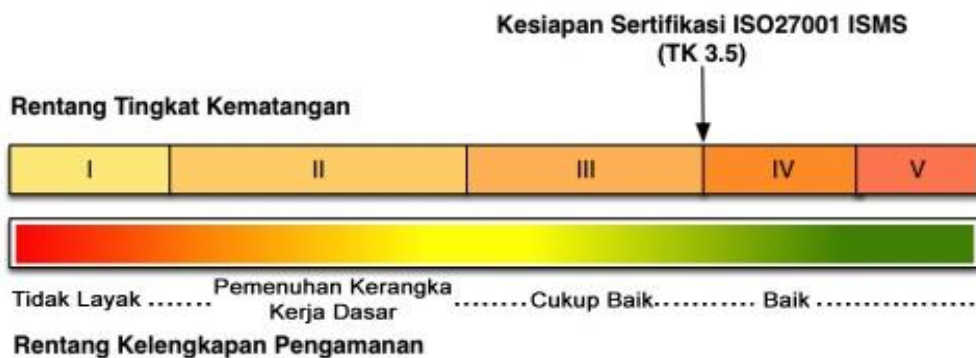 Kesiapan Sertifikasi ISO27001 ISMS
(TK 3.5)
Rentang Tingkat Kematangan
I II III IV V
Tidak Layak ....... Pemenuhan Kerangka Kerja Dasar ......... Cukup Baik........... Baik ..................
Rentang Kelengkapan Pengamanan